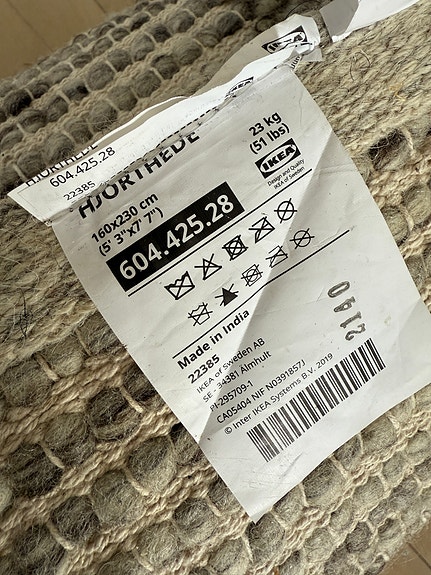 IKEA
HJORTHEDE
604.425.28
22385
HJORTHEDE
160x230 cm
(5' 3"x7' 7")
23 kg
(51 lbs)
IKEA
Design and Quality
IKEA of Sweden
604.425.28
Made in India
22385
IKEA of Sweden AB
SE - 34381 Älmhult
PI-295709-1
CA05404 NIF N0391857J
© Inter IKEA Systems B.V. 2019
2140